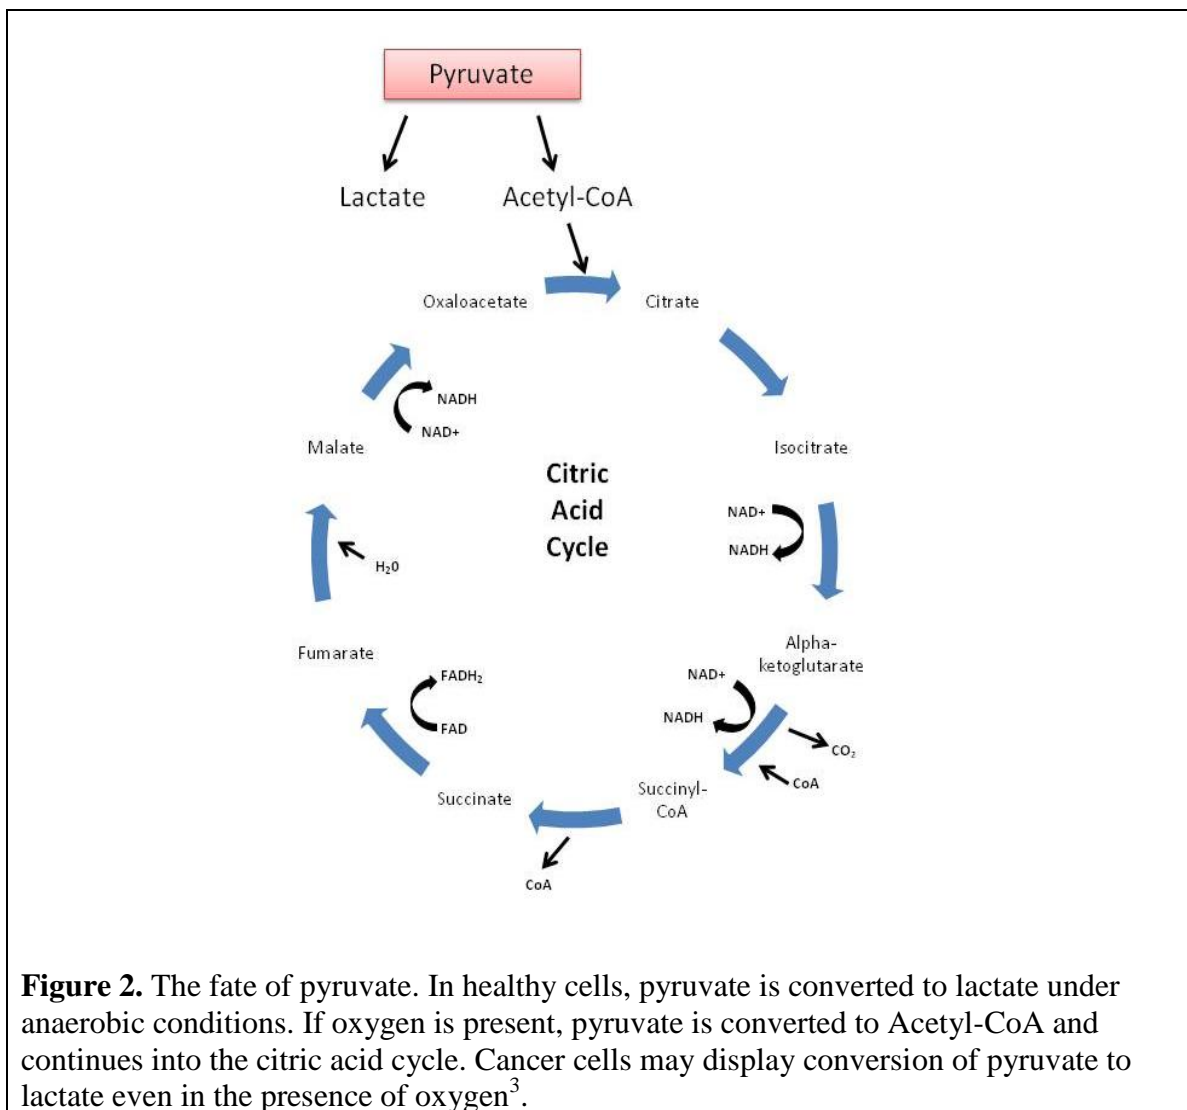 Pyruvate
Lactate
Acetyl-CoA
Oxaloacetate
Citrate
NADH
NAD+
Malate
Isocitrate
Citric
Acid
Cycle
NAD+
NADH
H₂0
Alpha-
ketoglutarate
Fumarate
FADH₂
FAD
NAD+
NADH
CO₂
CoA
Succinyl-
CoA
Succinate
CoA
Figure 2. The fate of pyruvate. In healthy cells, pyruvate is converted to lactate under
anaerobic conditions. If oxygen is present, pyruvate is converted to Acetyl-CoA and
continues into the citric acid cycle. Cancer cells may display conversion of pyruvate to
lactate even in the presence of oxygen³.